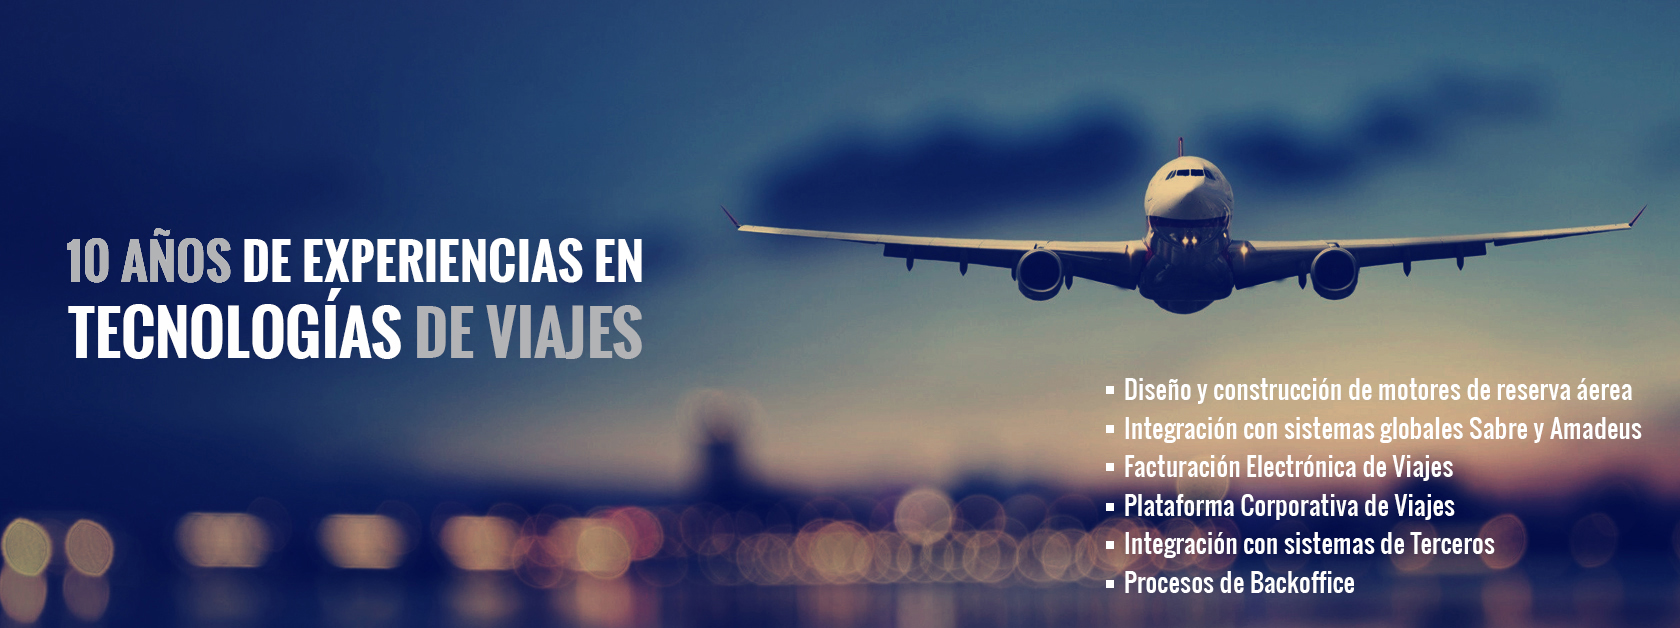 10 AÑOS DE EXPERIENCIAS EN
TECNOLOGÍAS DE VIAJES
▪ Diseño y construcción de motores de reserva áerea
▪ Integración con sistemas globales Sabre y Amadeus
▪ Facturación Electrónica de Viajes
▪ Plataforma Corporativa de Viajes
▪ Integración con sistemas de Terceros
▪ Procesos de Backoffice